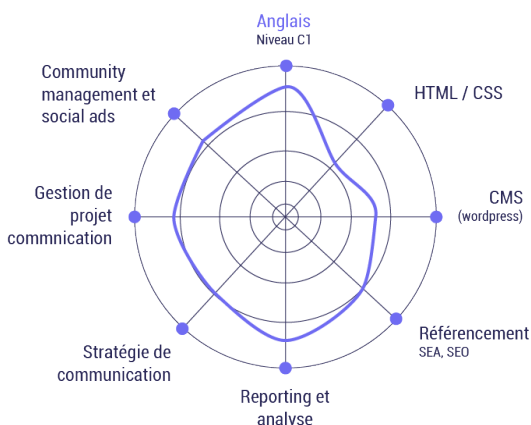 Anglais
Niveau C1
HTML / CSS
CMS
(wordpress)
Référencement
SEA, SEO
Reporting et
analyse
Stratégie de
communication
Gestion de
projet
commnication
Community
management et
social ads